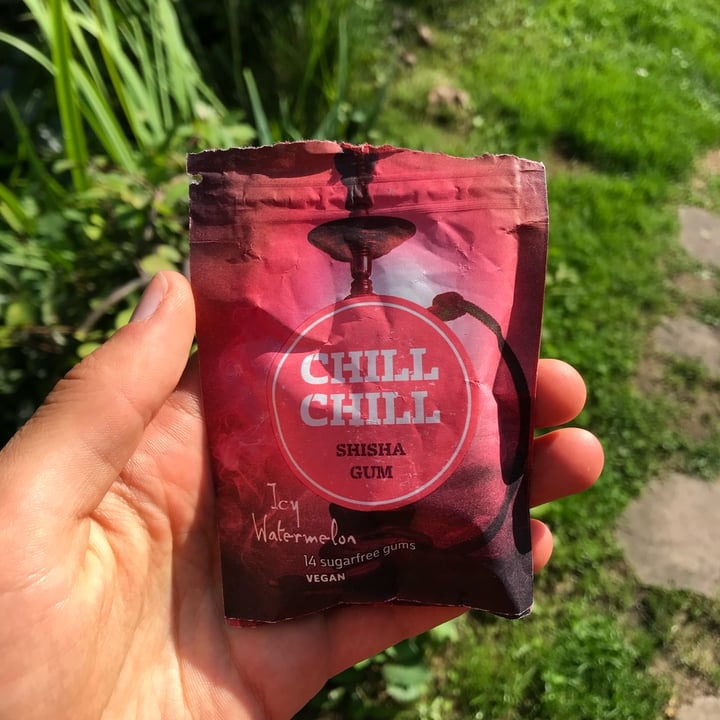 CHILL
CHILL
SHISHA
GUM
Icy
Watermelon
14 sugarfree gums
VEGAN